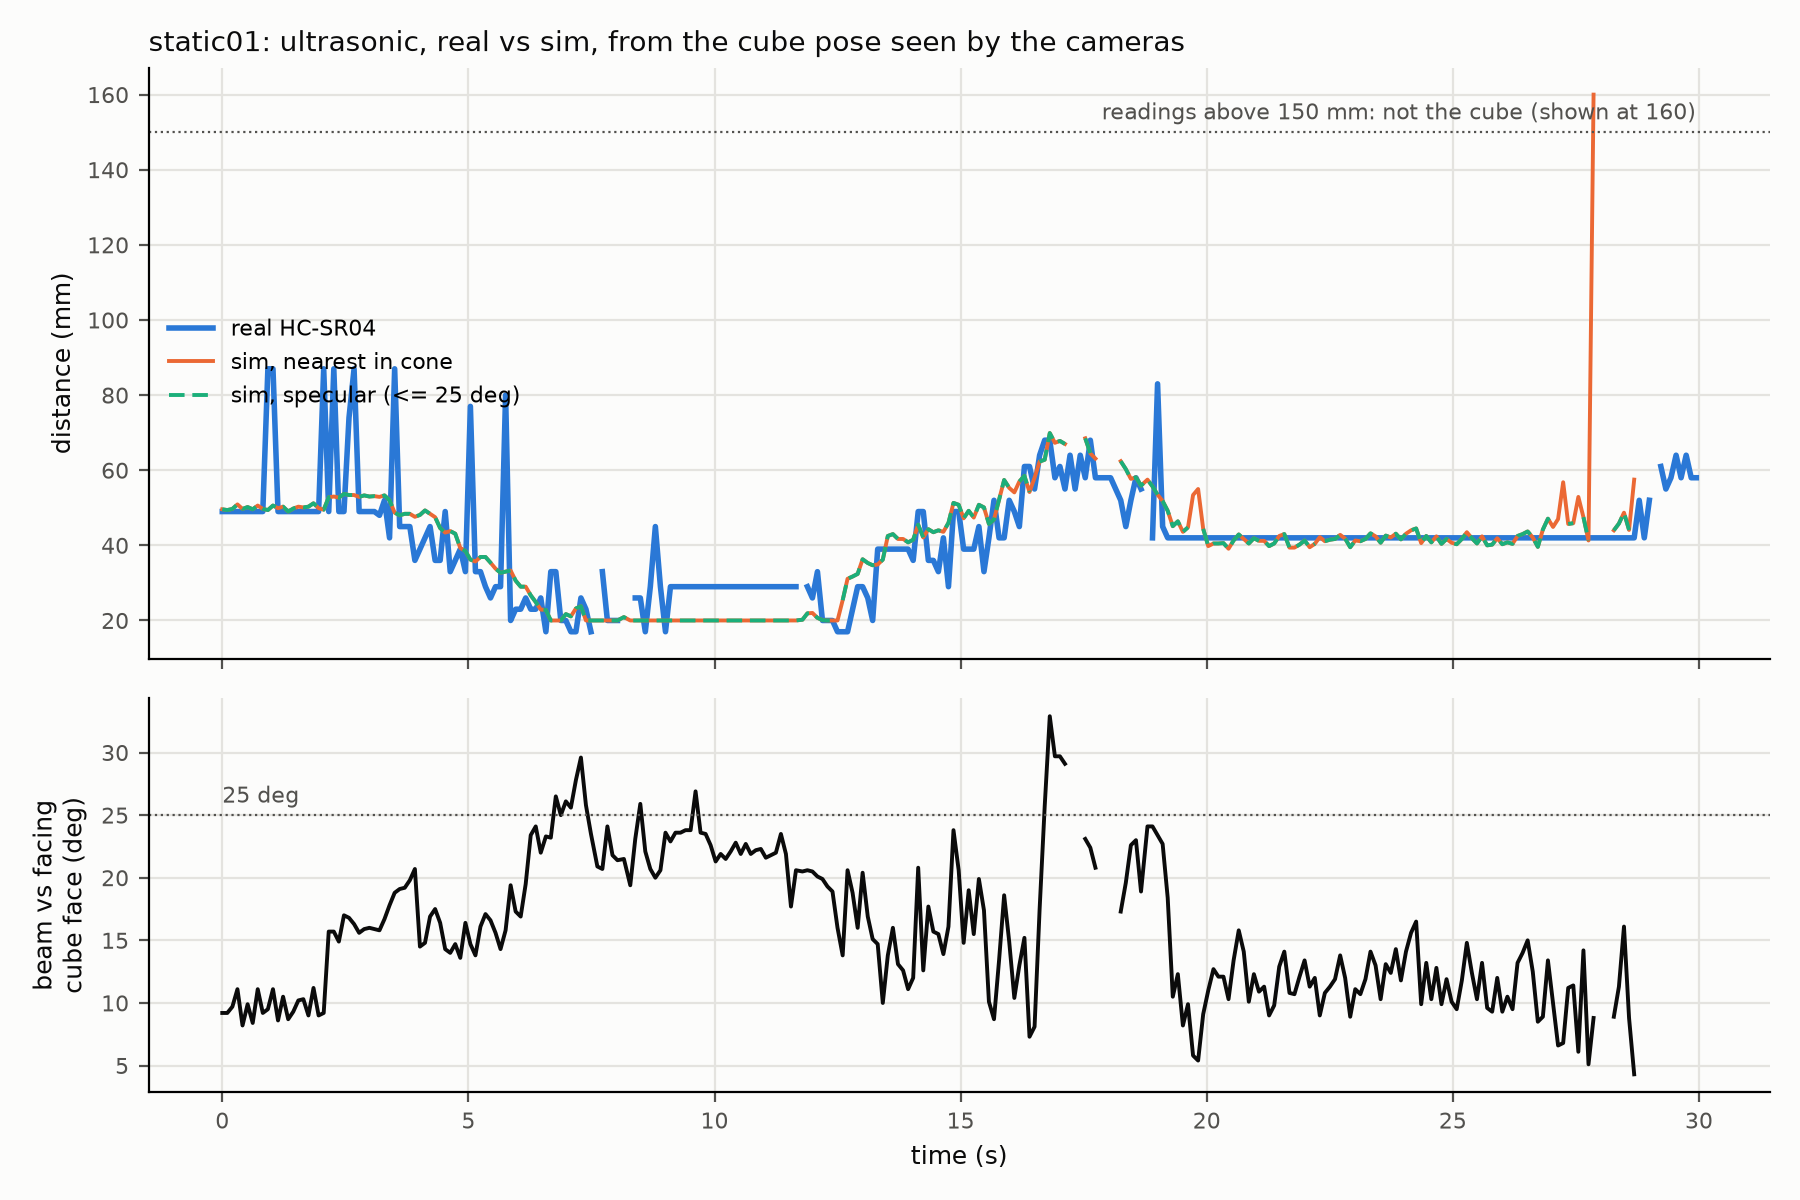 static01: ultrasonic, real vs sim, from the cube pose seen by the cameras
160
140
120
100
80
60
40
20
distance (mm)
readings above 150 mm: not the cube (shown at 160)
real HC-SR04
sim, nearest in cone
sim, specular (<= 25 deg)
30
25
20
15
10
5
beam vs facing
cube face (deg)
25 deg
0 5 10 15 20 25 30
time (s)